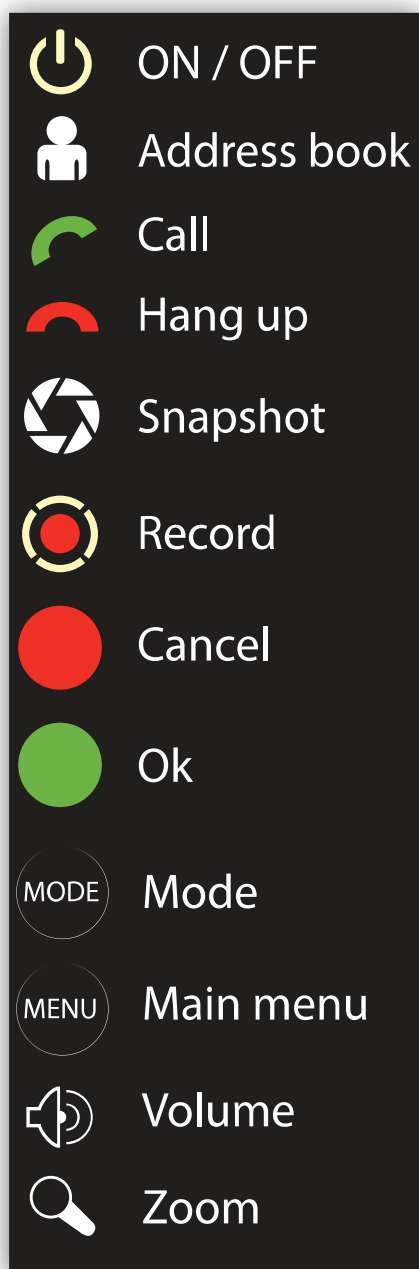 ON / OFF
Address book
Call
Hang up
Snapshot
Record
Cancel
Ok
MODE Mode
MENU Main menu
Volume
Zoom